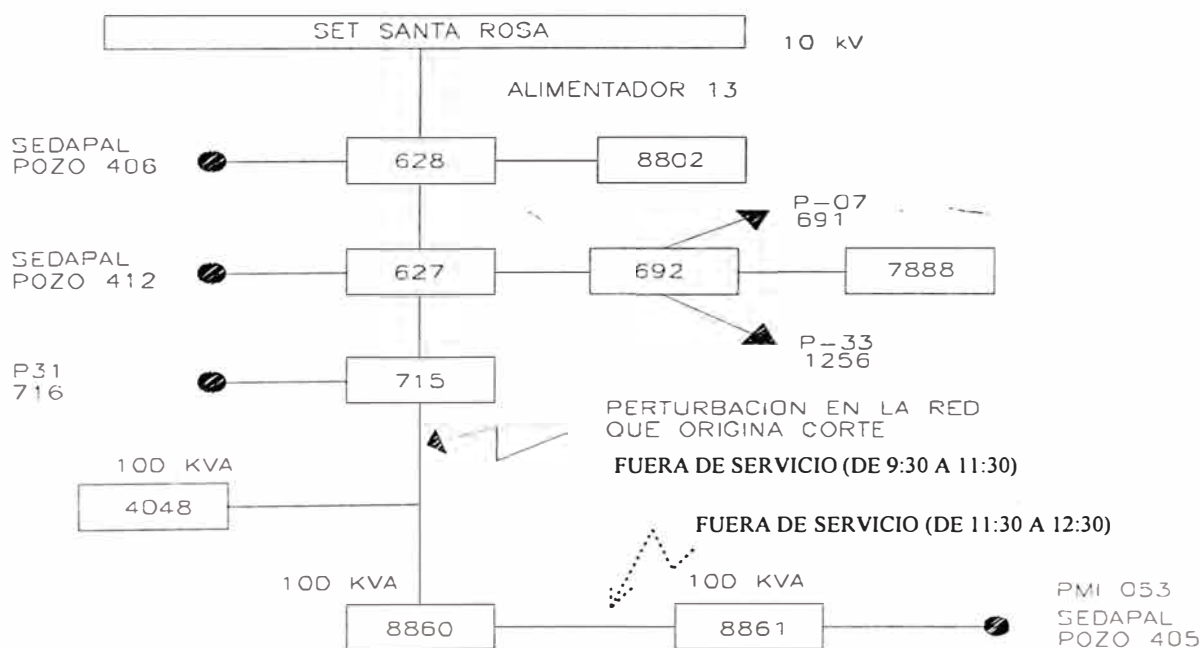 SET SANTA ROSA
10 kV
ALIMENTADOR 13
SEDAPAL
POZO 406
628
8802
P-07
691
SEDAPAL
POZO 412
627
692
7888
P-33
1256
P31
716
715
PERTURBACION EN LA RED
QUE ORIGINA CORTE
FUERA DE SERVICIO (DE 9:30 A 11:30)
100 KVA
4048
FUERA DE SERVICIO (DE 11:30 A 12:30)
100 KVA
8860
100 KVA
8861
PMI 053
SEDAPAL
POZO 405